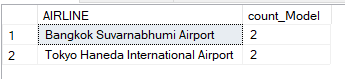 AIRLINE count_Model
1 Bangkok Suvarnabhumi Airport 2
2 Tokyo Haneda International Airport 2